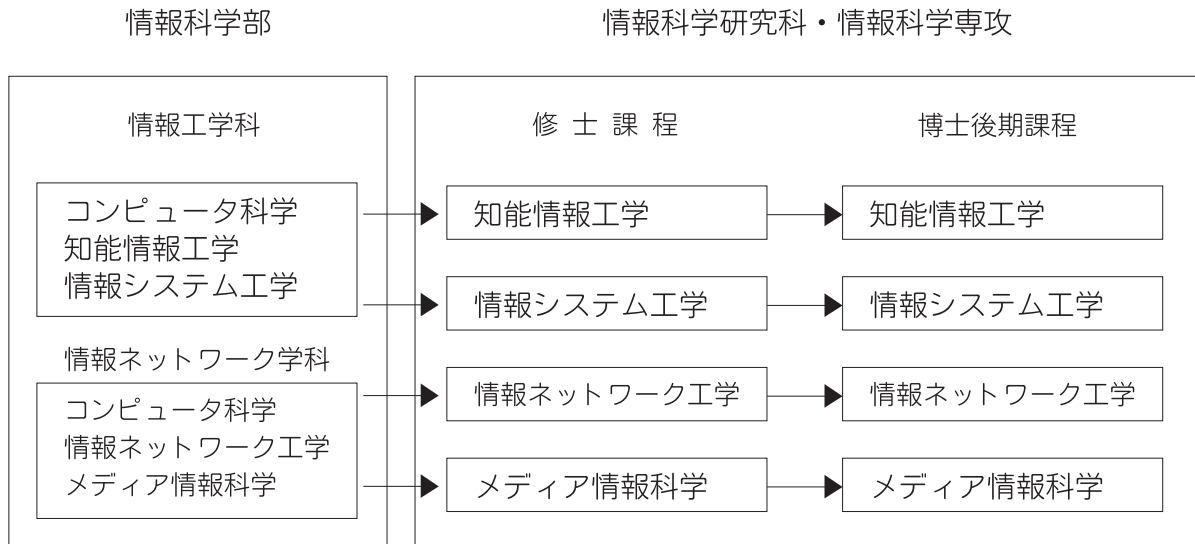 情報科学部
情報科学研究科・情報科学専攻
情報工学科
修士課程
博士後期課程
コンピュータ科学
知能情報工学
情報システム工学
知能情報工学
知能情報工学
情報システム工学
情報システム工学
情報ネットワーク学科
コンピュータ科学
情報ネットワーク工学
メディア情報科学
情報ネットワーク工学
情報ネットワーク工学
メディア情報科学
メディア情報科学